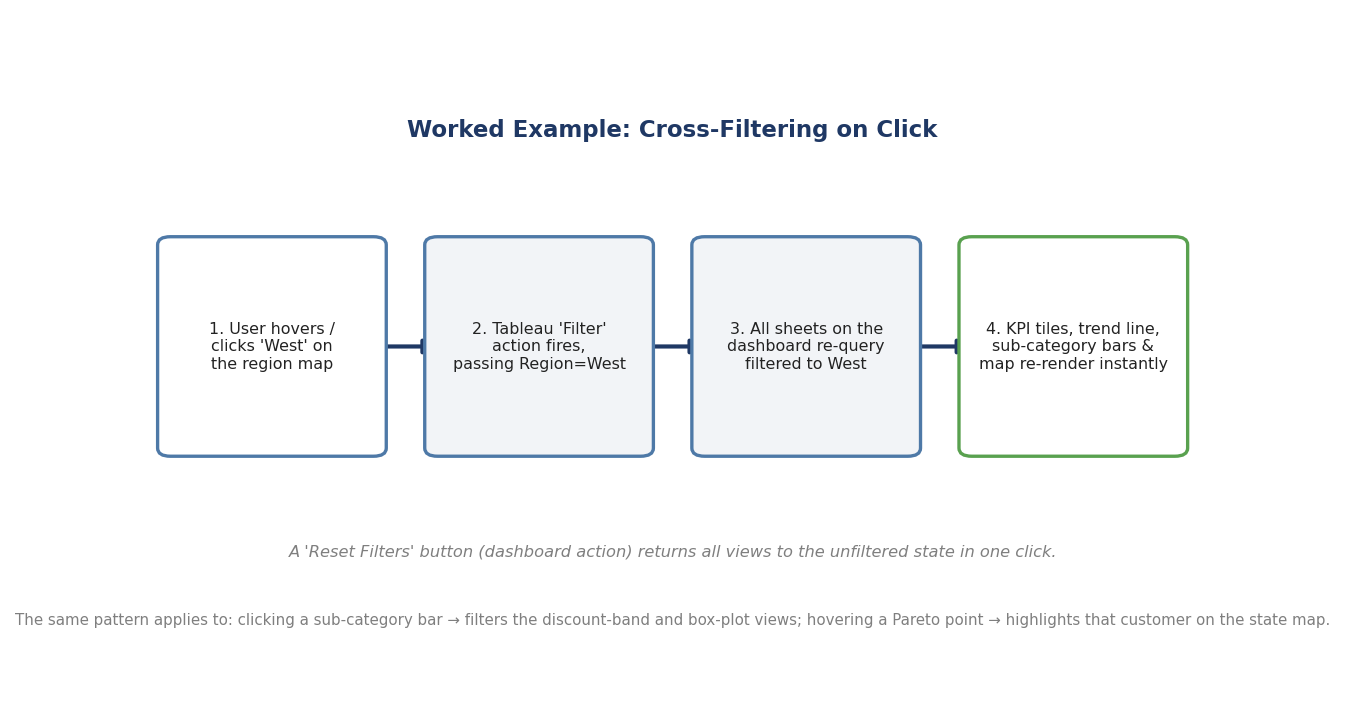 Worked Example: Cross-Filtering on Click
1. User hovers /
clicks 'West' on
the region map
2. Tableau 'Filter'
action fires,
passing Region=West
3. All sheets on the
dashboard re-query
filtered to West
4. KPI tiles, trend line,
sub-category bars &
map re-render instantly
A 'Reset Filters' button (dashboard action) returns all views to the unfiltered state in one click.
The same pattern applies to: clicking a sub-category bar → filters the discount-band and box-plot views; hovering a Pareto point → highlights that customer on the state map.